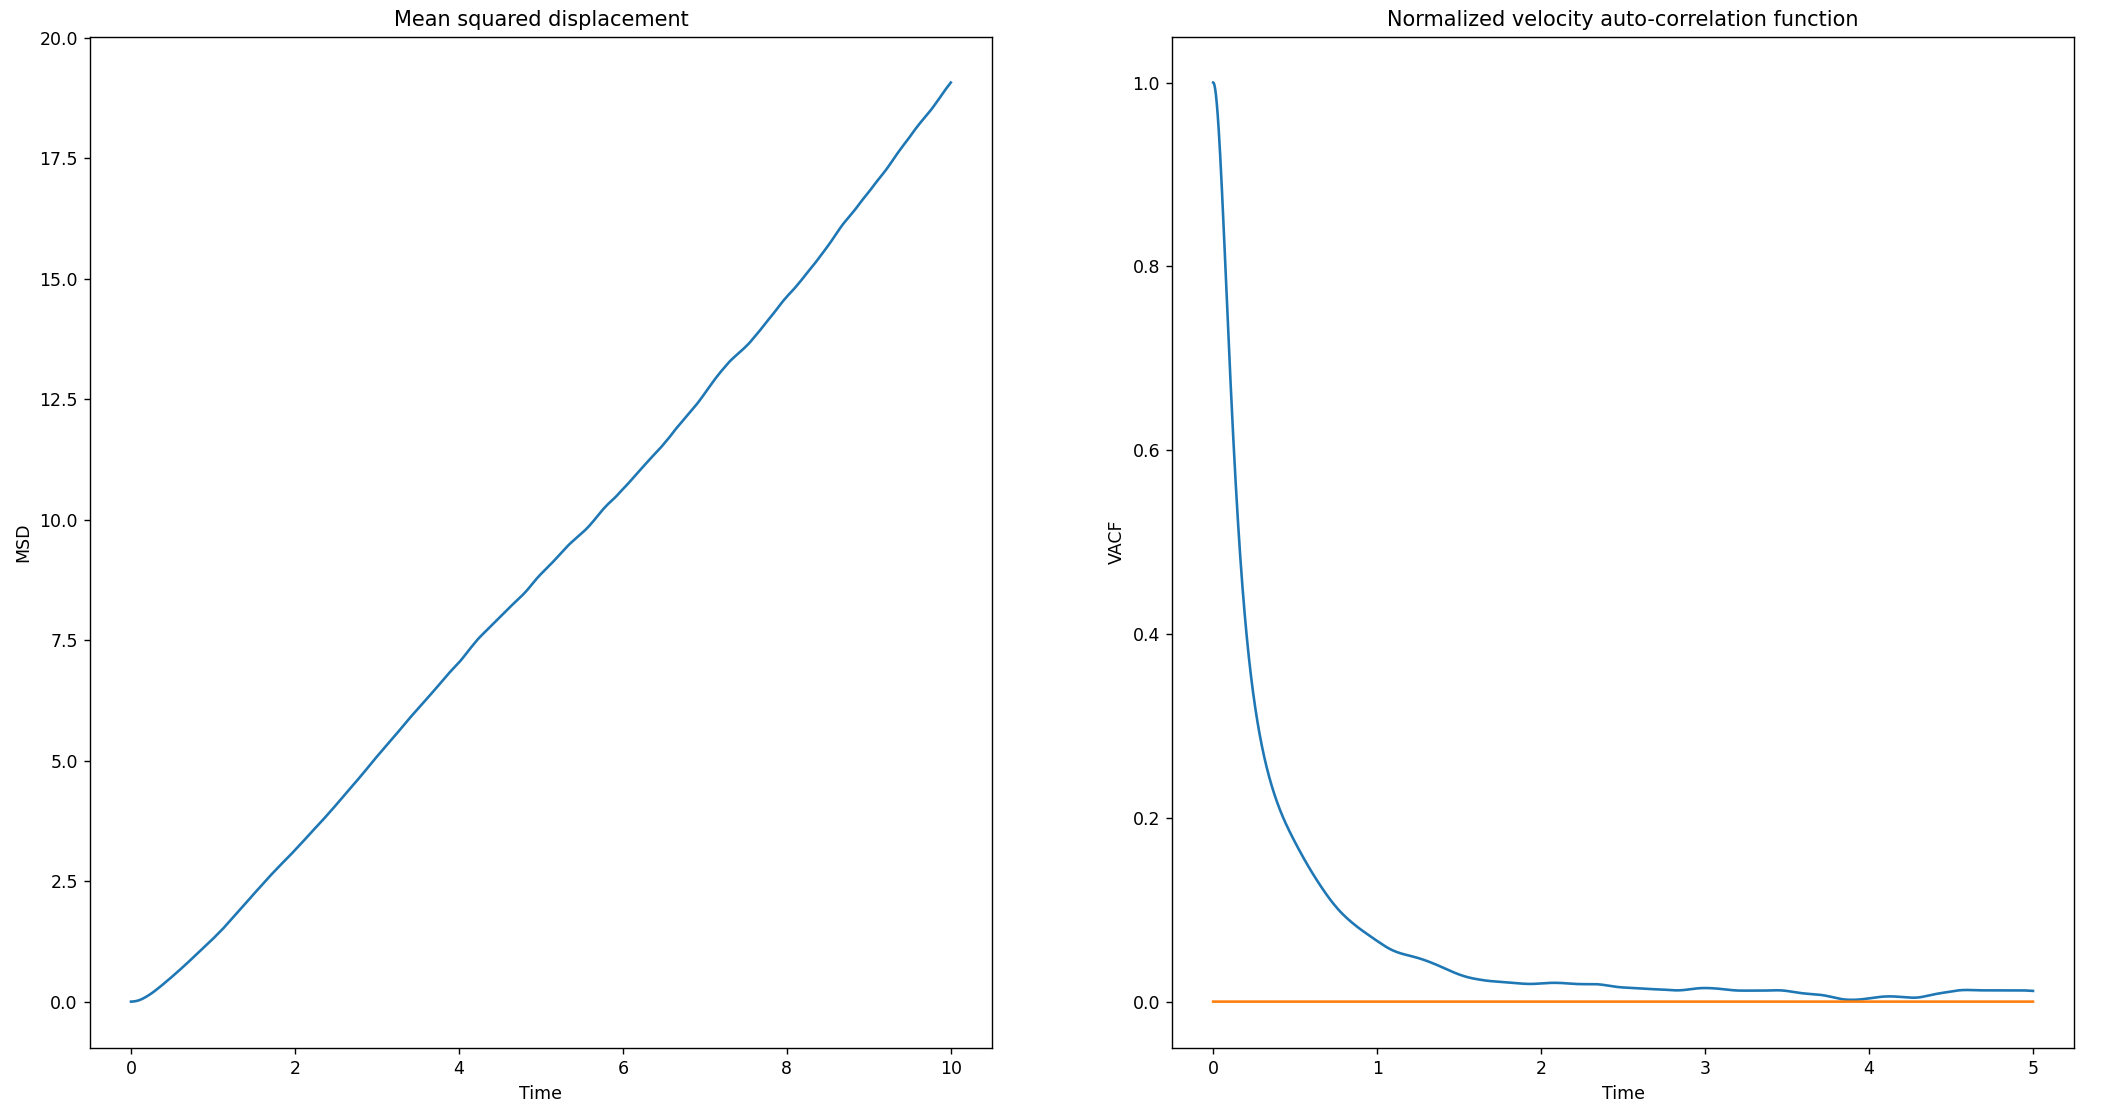 Mean squared displacement
20.0
17.5
15.0
12.5
10.0
7.5
5.0
2.5
0.0
MSD
0 2 4 6 8 10
Time
Normalized velocity auto-correlation function
1.0
0.8
0.6
0.4
0.2
0.0
VACF
0 1 2 3 4 5
Time